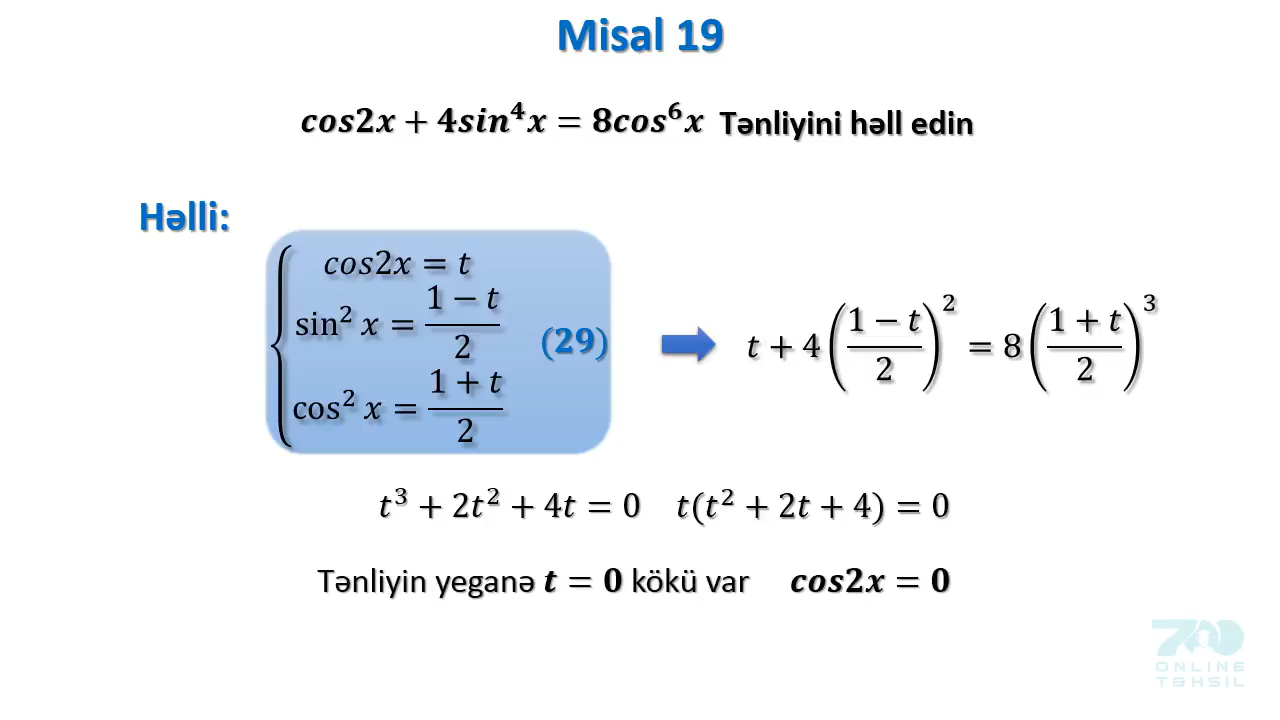 Misal 19
cos2x + 4sin⁴x = 8cos⁶x Tənliyini həll edin
Həlli:
cos2x = t
sin² x = (1 − t)/2
cos² x = (1 + t)/2
(29)
t + 4((1 − t)/2)² = 8((1 + t)/2)³
t³ + 2t² + 4t = 0 t(t² + 2t + 4) = 0
Tənliyin yeganə t = 0 kökü var cos2x = 0
700
ONLINE
TƏHSİL